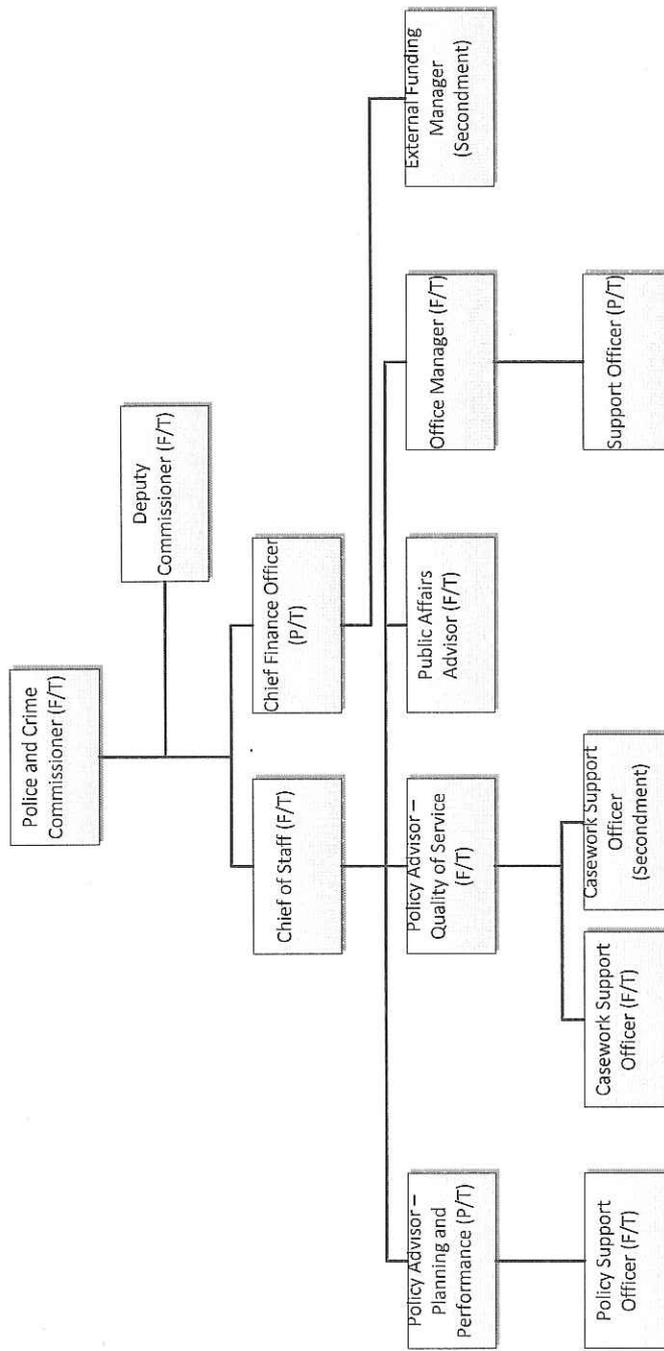 Police and Crime
Commissioner (F/T)
Deputy
Commissioner (F/T)
Chief of Staff (F/T)
Chief Finance Officer
(P/T)
Policy Advisor –
Planning and
Performance (P/T)
Policy Advisor –
Quality of Service
(F/T)
Public Affairs
Advisor (F/T)
Office Manager (F/T)
External Funding
Manager
(Secondment)
Policy Support
Officer (F/T)
Casework Support
Officer (F/T)
Casework Support
Officer
(Secondment)
Support Officer (P/T)